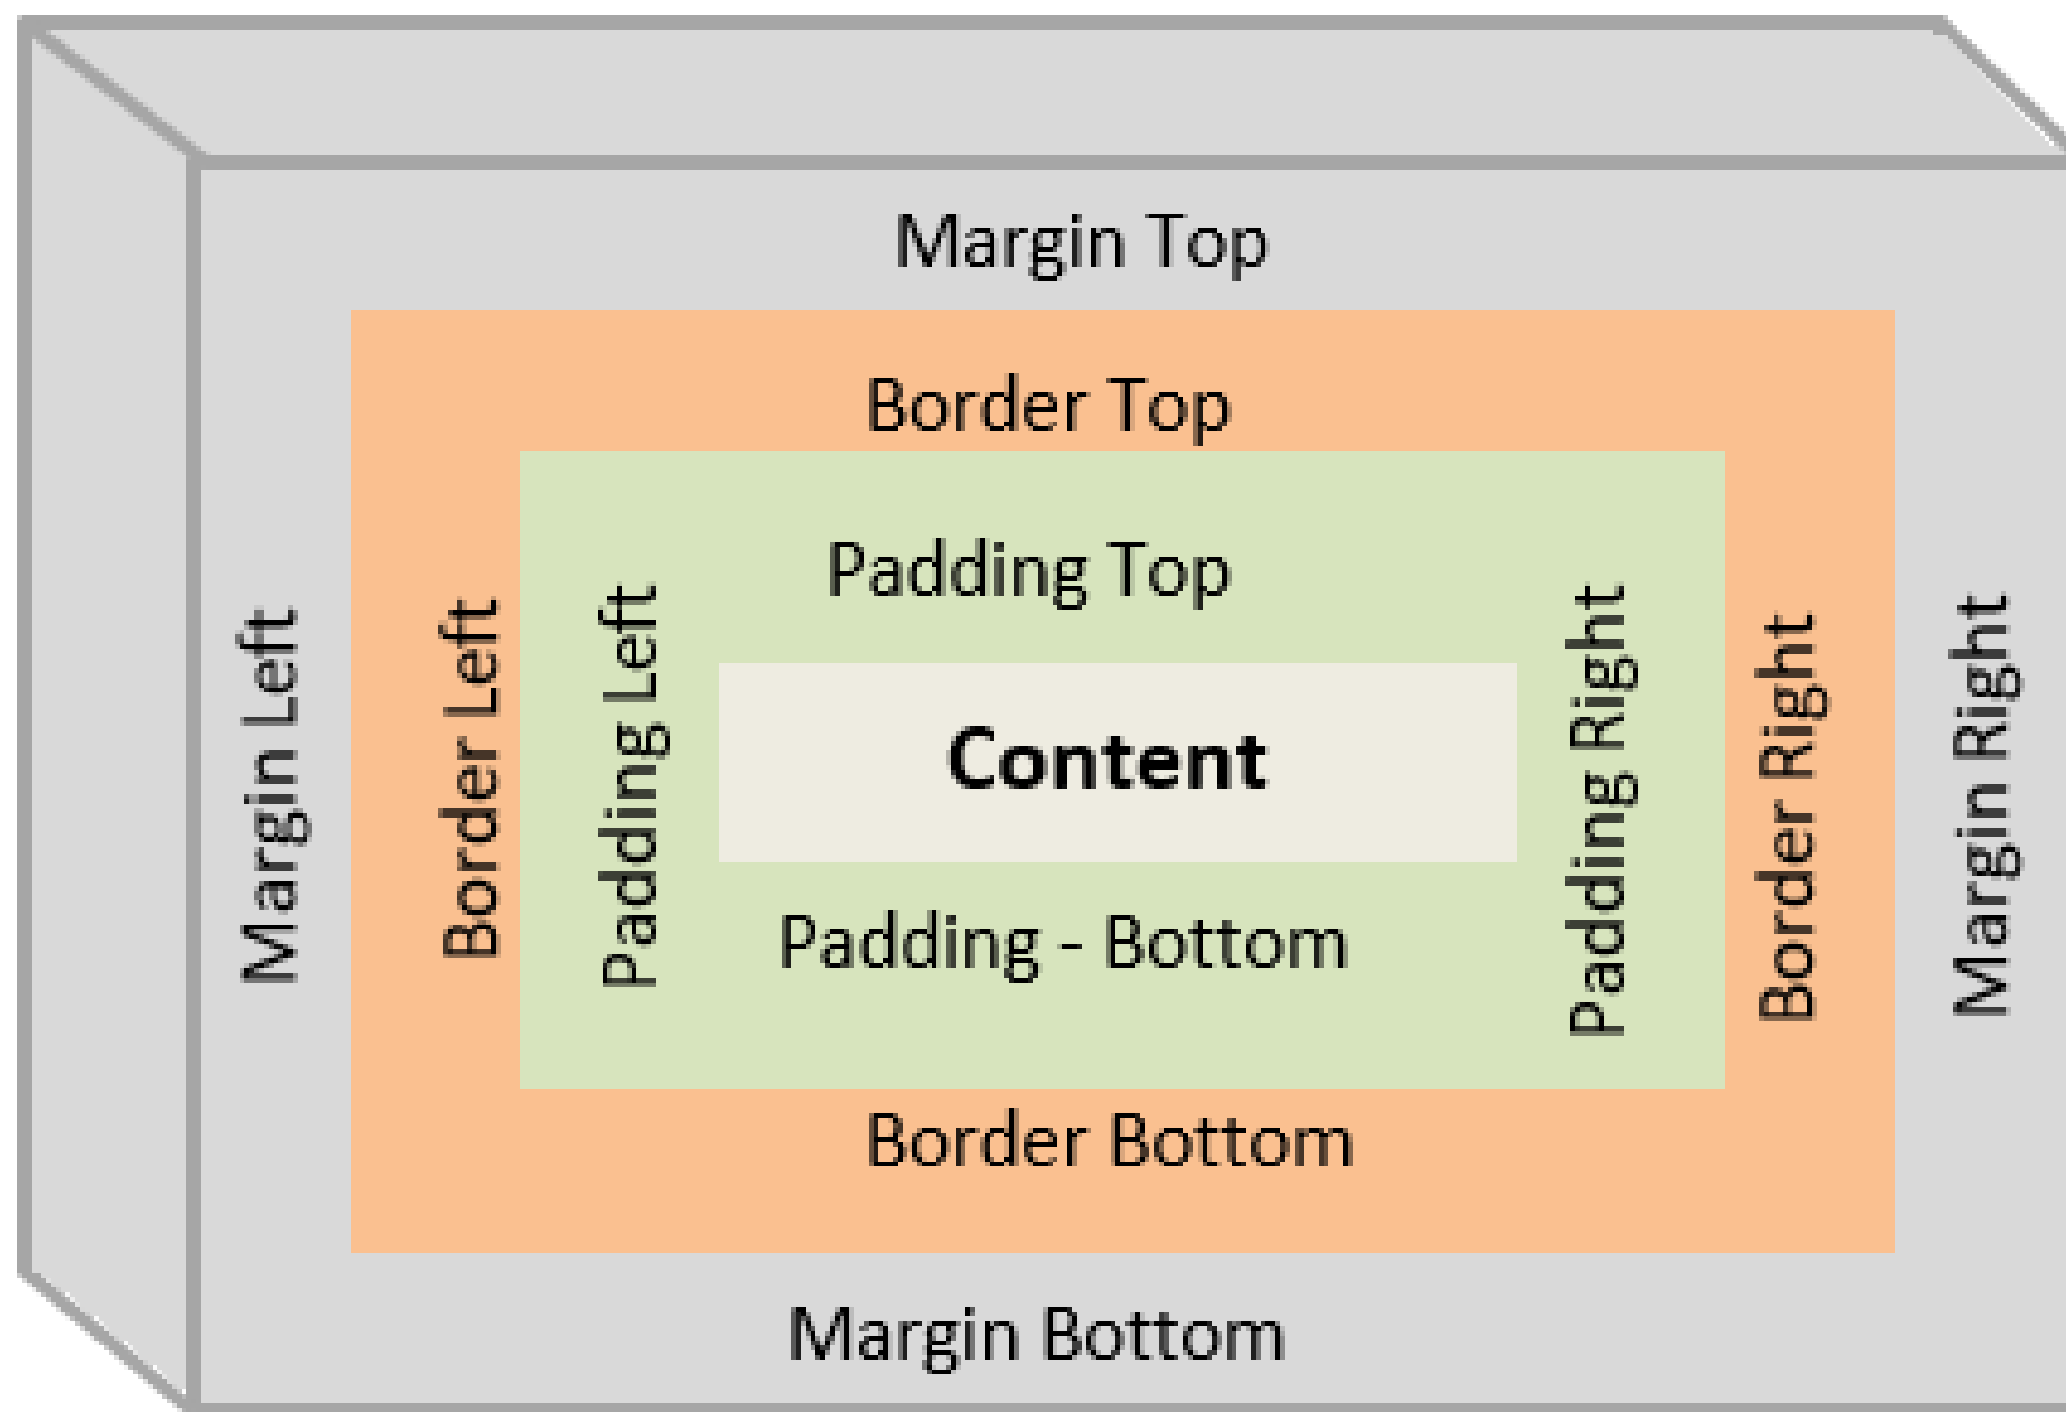 Margin Top
Border Top
Padding Top
Margin Left
Border Left
Padding Left
Content
Padding Right
Border Right
Margin Right
Padding - Bottom
Border Bottom
Margin Bottom